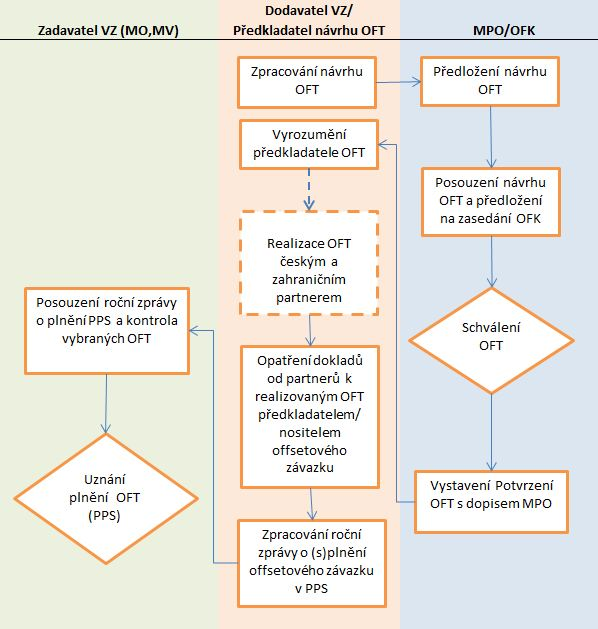 Zadavatel VZ (MO,MV)
Dodavatel VZ/
Předkladatel návrhu OFT
MPO/OFK
Zpracování návrhu
OFT
Předložení návrhu
OFT
Vyrozumění
předkladatele OFT
Posouzení návrhu
OFT a předložení
na zasedání OFK
Realizace OFT
českým a
zahraničním
partnerem
Schválení
OFT
Posouzení roční zprávy
o plnění PPS a kontrola
vybraných OFT
Opatření dokladů
od partnerů k
realizovaným OFT
předkladatelem/
nositelem
offsetového
závazku
Vystavení Potvrzení
OFT s dopisem MPO
Uznání
plnění OFT
(PPS)
Zpracování roční
zprávy o (s)plnění
offsetového závazku
v PPS